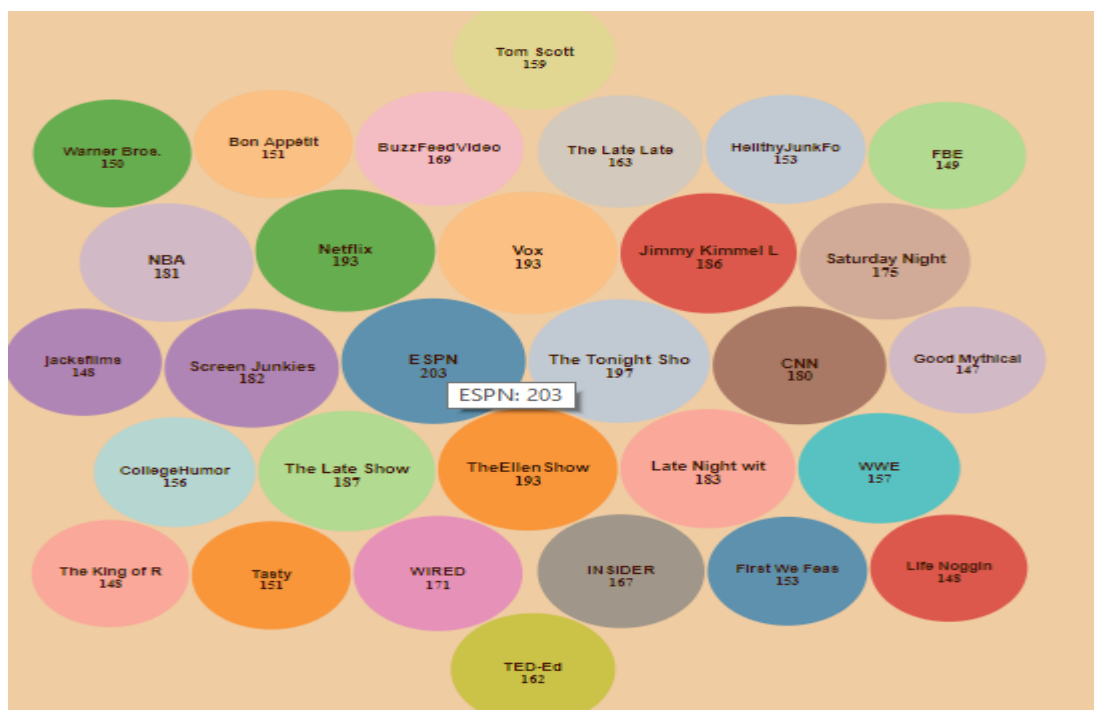 Tom Scott
159
Warner Bros.
150
Bon Appétit
151
BuzzFeedVideo
169
The Late Late
163
HellthyJunkFo
153
FBE
149
NBA
181
Netflix
193
Vox
193
Jimmy Kimmel L
186
Saturday Night
175
jacksfilms
148
Screen Junkies
182
ESPN
203
The Tonight Sho
197
CNN
180
Good Mythical
147
ESPN: 203
CollegeHumor
156
The Late Show
187
TheEllenShow
193
Late Night wit
183
WWE
157
The King of R
148
Tasty
151
WIRED
171
INSIDER
167
First We Feas
153
Life Noggin
148
TED-Ed
162